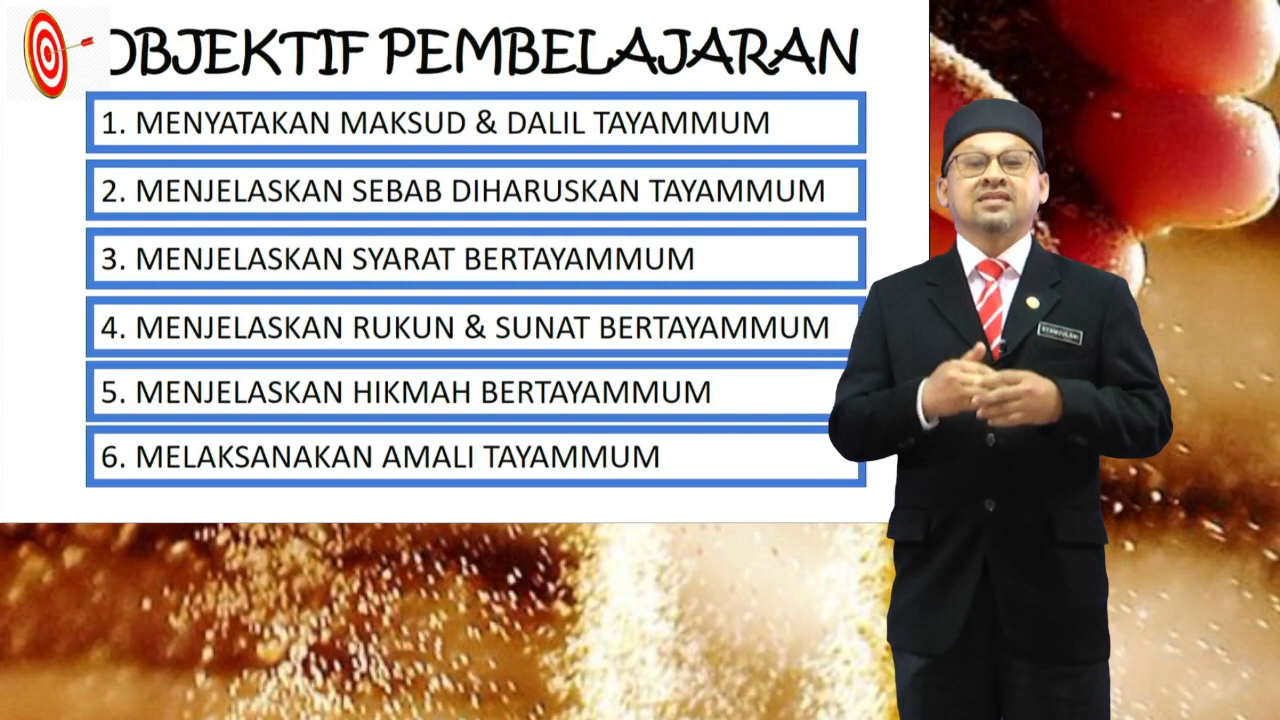 OBJEKTIF PEMBELAJARAN
1. MENYATAKAN MAKSUD & DALIL TAYAMMUM
2. MENJELASKAN SEBAB DIHARUSKAN TAYAMMUM
3. MENJELASKAN SYARAT BERTAYAMMUM
4. MENJELASKAN RUKUN & SUNAT BERTAYAMMUM
5. MENJELASKAN HIKMAH BERTAYAMMUM
6. MELAKSANAKAN AMALI TAYAMMUM